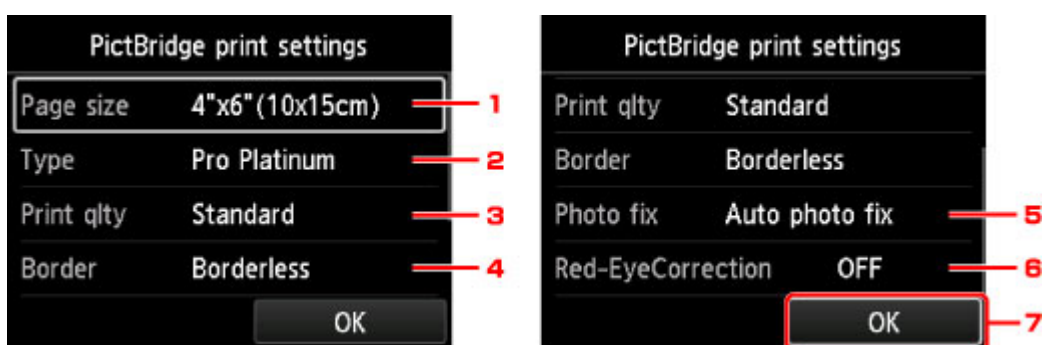 PictBridge print settings
Page size 4"x6"(10x15cm) 1
Type Pro Platinum 2
Print qlty Standard 3
Border Borderless 4
OK
PictBridge print settings
Print qlty Standard
Border Borderless
Photo fix Auto photo fix 5
Red-EyeCorrection OFF 6
OK 7